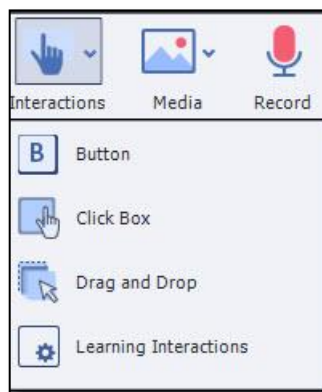 Interactions Media Record
B Button
Click Box
Drag and Drop
Learning Interactions